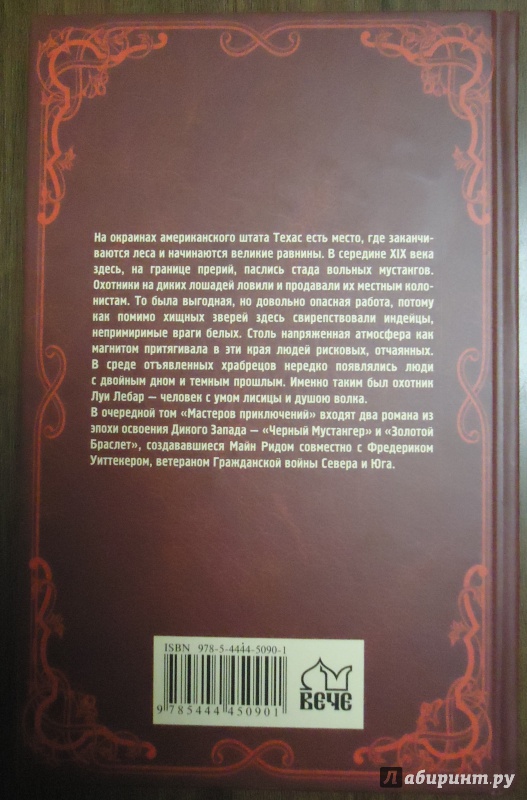 На окраинах американского штата Техас есть место, где заканчи-
ваются леса и начинаются великие равнины. В середине XIX века
здесь, на границе прерий, паслись стада вольных мустангов.
Охотники на диких лошадей ловили и продавали их местным коло-
нистам. То была выгодная, но довольно опасная работа, потому
как помимо хищных зверей здесь свирепствовали индейцы,
непримиримые враги белых. Столь напряженная атмосфера как
магнитом притягивала в эти края людей рисковых, отчаянных.
В среде отъявленных храбрецов нередко появлялись люди
с двойным дном и темным прошлым. Именно таким был охотник
Луи Лебар — человек с умом лисицы и душою волка.
В очередной том «Мастеров приключений» входят два романа из
эпохи освоения Дикого Запада — «Черный Мустангер» и «Золотой
Браслет», создававшиеся Майн Ридом совместно с Фредериком
Уиттекером, ветераном Гражданской войны Севера и Юга.
ISBN 978-5-4444-5090-1
9 785444 450901
ВЕЧЕ
Лабиринт.ру